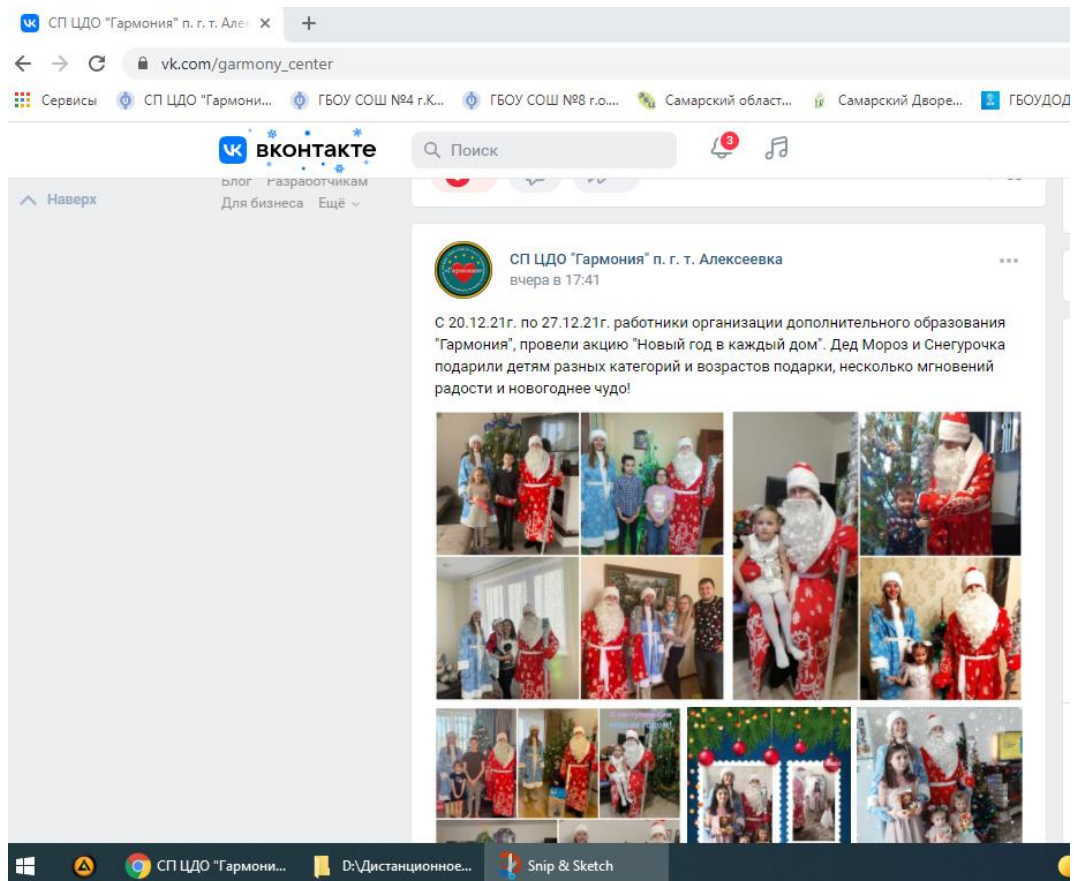 СП ЦДО "Гармония" п. г. т. Але
vk.com/garmony_center
Сервисы СП ЦДО "Гармони... ГБОУ СОШ №4 г.К... ГБОУ СОШ №8 г.о.... Самарский област... Самарский Дворе... ГБОУДОД
вконтакте Поиск 3
Блог Разработчикам
Наверх Для бизнеса Ещё
СП ЦДО "Гармония" п. г. т. Алексеевка
вчера в 17:41
С 20.12.21г. по 27.12.21г. работники организации дополнительного образования
"Гармония", провели акцию "Новый год в каждый дом". Дед Мороз и Снегурочка
подарили детям разных категорий и возрастов подарки, несколько мгновений
радости и новогоднее чудо!
СП ЦДО "Гармони... D:\Дистанционное... Snip & Sketch